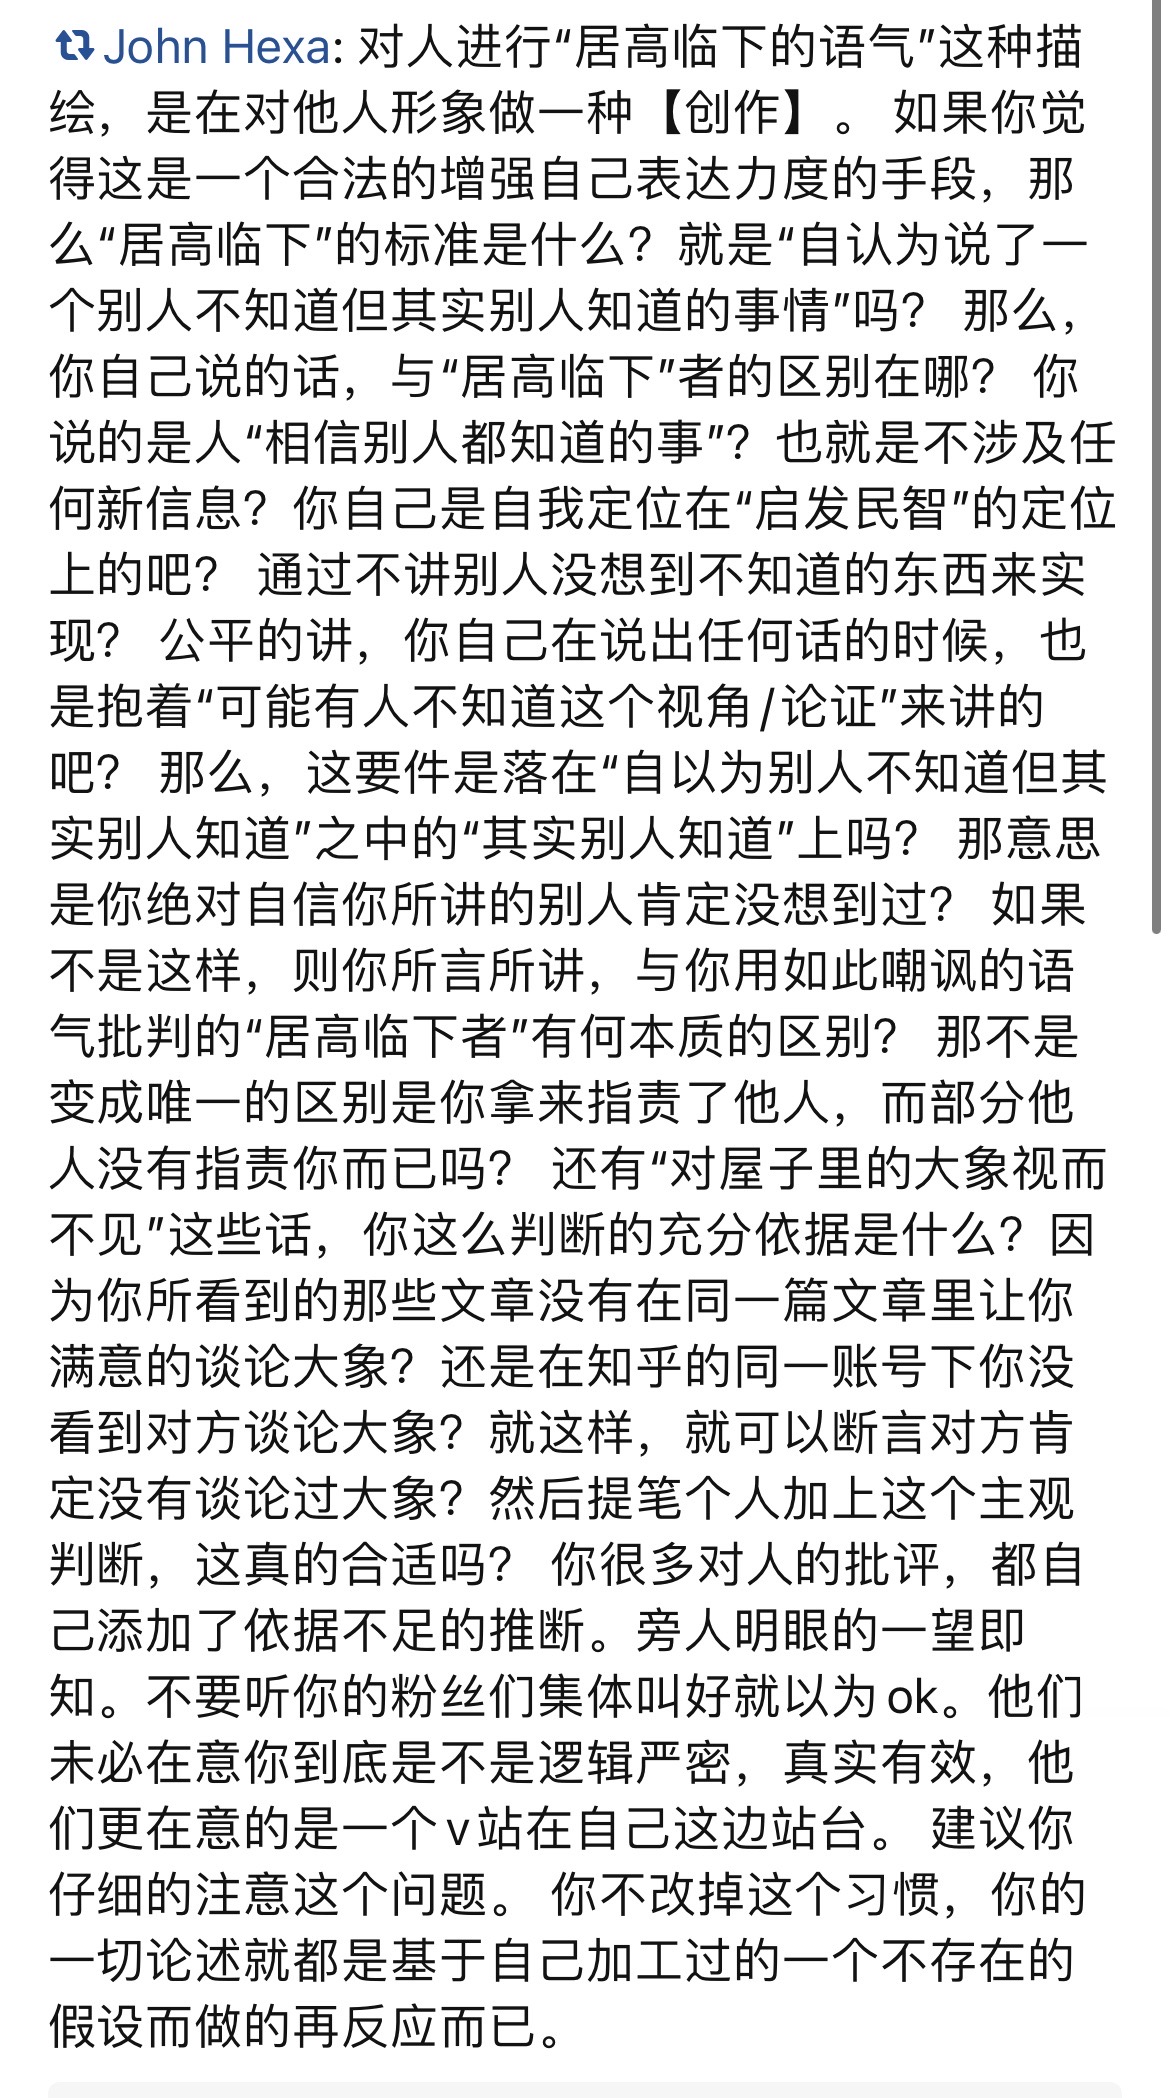 John Hexa: 对人进行“居高临下的语气”这种描
绘，是在对他人形象做一种【创作】。 如果你觉
得这是一个合法的增强自己表达力度的手段，那
么“居高临下”的标准是什么？就是“自认为说了一
个别人不知道但其实别人知道的事情”吗？ 那么，
你自己说的话，与“居高临下”者的区别在哪？ 你
说的是人“相信别人都知道的事”？也就是不涉及任
何新信息？你自己是自我定位在“启发民智”的定位
上的吧？ 通过不讲别人没想到不知道的东西来实
现？ 公平的讲，你自己在说出任何话的时候，也
是抱着“可能有人不知道这个视角/论证”来讲的
吧？ 那么，这要件是落在“自以为别人不知道但其
实别人知道”之中的“其实别人知道”上吗？ 那意思
是你绝对自信你所讲的别人肯定没想到过？ 如果
不是这样，则你所言所讲，与你用如此嘲讽的语
气批判的“居高临下者”有何本质的区别？ 那不是
变成唯一的区别是你拿来指责了他人，而部分他
人没有指责你而已吗？ 还有“对屋子里的大象视而
不见”这些话，你这么判断的充分依据是什么？因
为你所看到的那些文章没有在同一篇文章里让你
满意的谈论大象？还是在知乎的同一账号下你没
看到对方谈论大象？就这样，就可以断言对方肯
定没有谈论过大象？然后提笔个人加上这个主观
判断，这真的合适吗？ 你很多对人的批评，都自
己添加了依据不足的推断。旁人明眼的一望即
知。不要听你的粉丝们集体叫好就以为ok。他们
未必在意你到底是不是逻辑严密，真实有效，他
们更在意的是一个v站在自己这边站台。 建议你
仔细的注意这个问题。 你不改掉这个习惯，你的
一切论述就都是基于自己加工过的一个不存在的
假设而做的再反应而已。